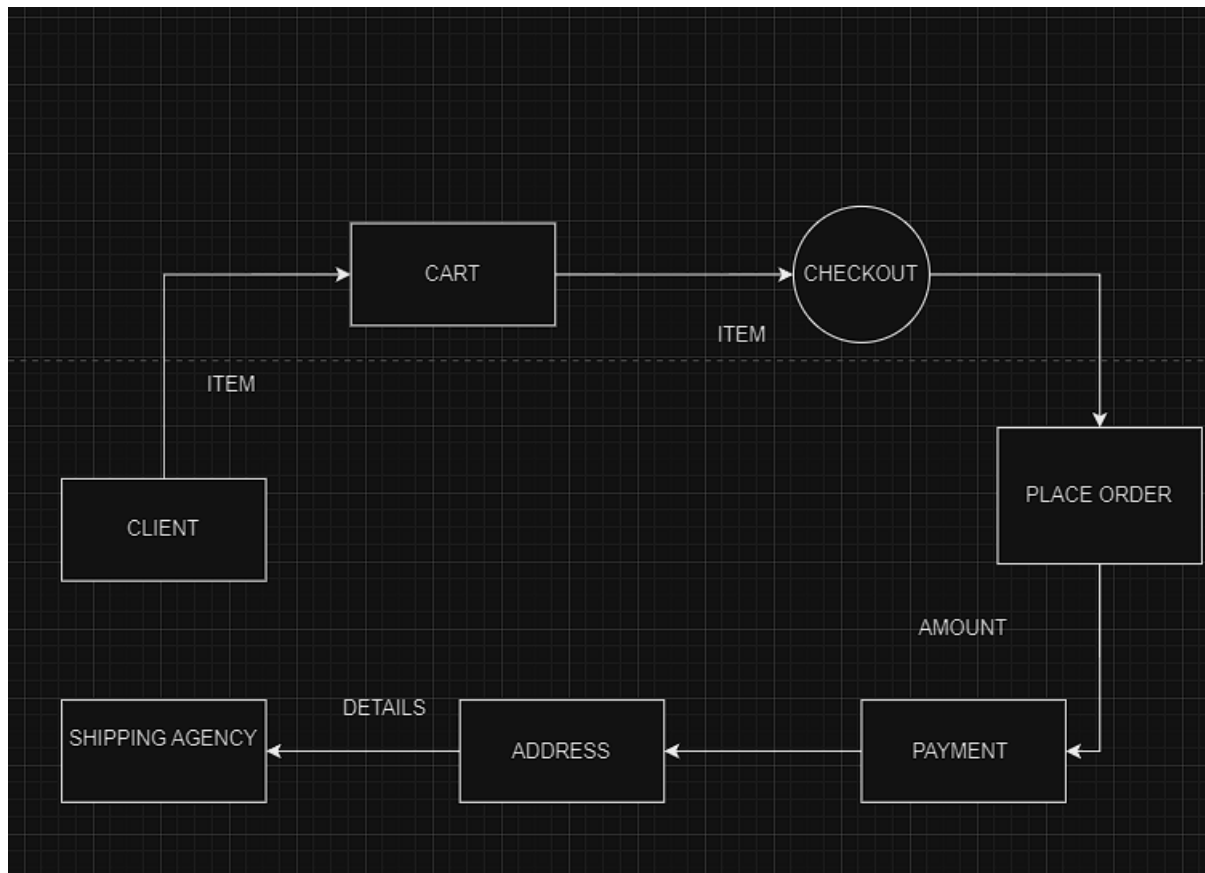 CART
CHECKOUT
ITEM
ITEM
PLACE ORDER
CLIENT
AMOUNT
DETAILS
SHIPPING AGENCY
ADDRESS
PAYMENT